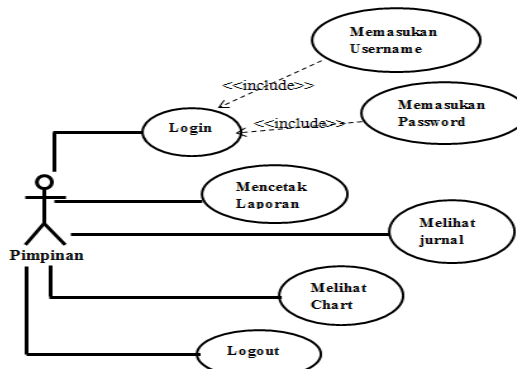 Memasukan
Username
<<include>>
Memasukan
Password
<<include>>
Login
Mencetak
Laporan
Melihat
jurnal
Pimpinan
Melihat
Chart
Logout